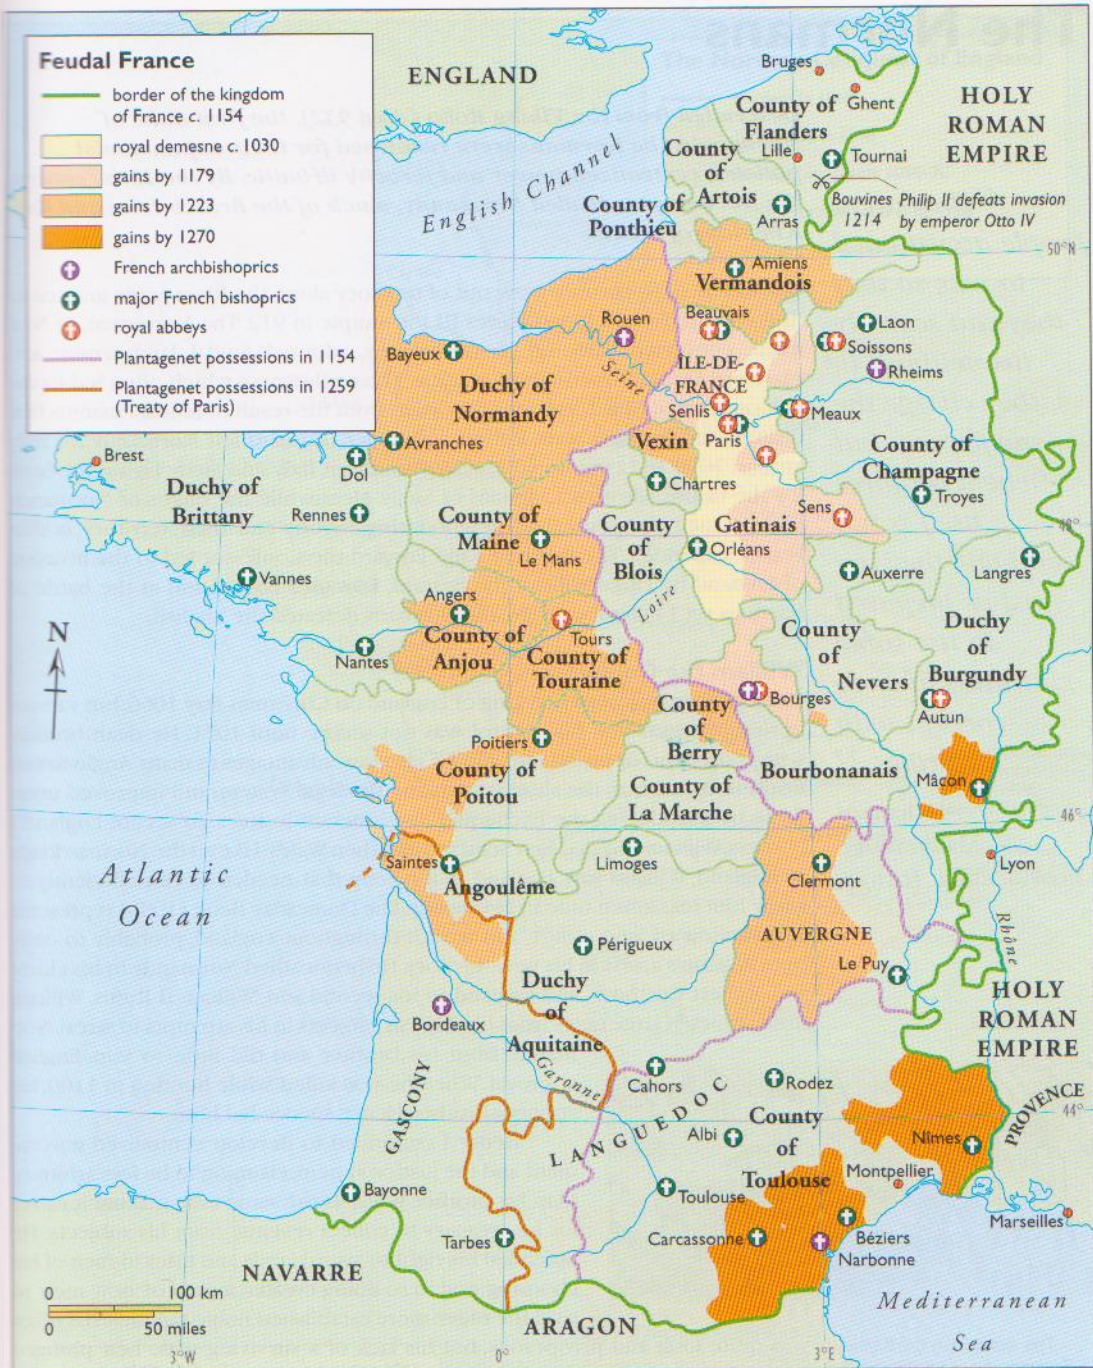 Feudal France
border of the kingdom
of France c. 1154
royal demesne c. 1030
gains by 1179
gains by 1223
gains by 1270
French archbishoprics
major French bishoprics
royal abbeys
Plantagenet possessions in 1154
Plantagenet possessions in 1259
(Treaty of Paris)
ENGLAND
English Channel
Bruges
Ghent
County of
Flanders
HOLY
ROMAN
EMPIRE
Lille
Tournai
County
of
Artois
Arras
Bouvines
1214
Philip II defeats invasion
by emperor Otto IV
County of
Ponthieu
50°N
Amiens
Vermandois
Rouen
Beauvais
Laon
Soissons
Rheims
Bayeux
Seine
ÎLE-DE-
FRANCE
Duchy of
Normandy
Senlis
Meaux
Paris
Vexin
Avranches
Brest
Dol
County of
Champagne
Chartres
Troyes
Duchy of
Brittany
Rennes
County of
Maine
Le Mans
County
of
Blois
Gatinais
Sens
48°
Orléans
Vannes
Auxerre
Langres
Angers
Loire
N
Nantes
County of
Anjou
Tours
County of
Touraine
County
of
Nevers
Duchy
of
Burgundy
Bourges
Autun
County
of
Berry
Poitiers
County of
Poitou
Bourbonanais
Mâcon
County of
La Marche
46°
Saintes
Angoulême
Limoges
Clermont
Lyon
Atlantic
Ocean
Périgueux
AUVERGNE
Rhône
Le Puy
Duchy
of
Aquitaine
Bordeaux
HOLY
ROMAN
EMPIRE
Garonne
Cahors
Rodez
GASCONY
LANGUEDOC
PROVENCE
44°
County
of
Toulouse
Albi
Nîmes
Montpellier
Bayonne
Toulouse
Marseilles
Tarbes
Carcassonne
Béziers
Narbonne
NAVARRE
0 100 km
0 50 miles
ARAGON
Mediterranean
Sea
3°W
0°
3°E